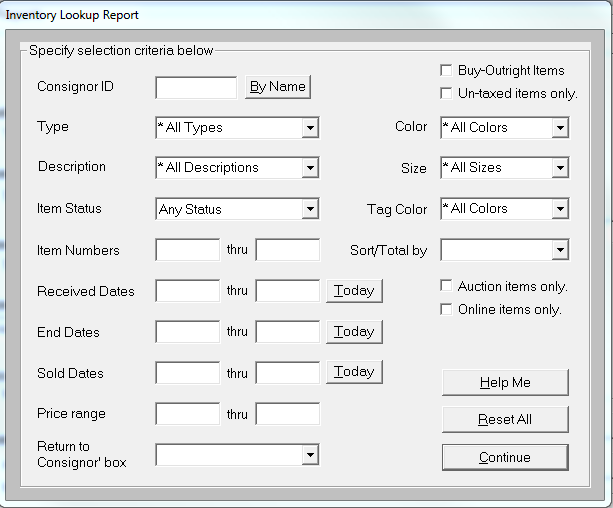 Inventory Lookup Report
Specify selection criteria below
Consignor ID By Name
Buy-Outright Items
Un-taxed items only.
Type * All Types Color * All Colors
Description * All Descriptions Size * All Sizes
Item Status Any Status Tag Color * All Colors
Item Numbers thru Sort/Total by
Received Dates thru Today Auction items only.
Online items only.
End Dates thru Today
Sold Dates thru Today
Help Me
Price range thru Reset All
Return to
Consignor' box Continue